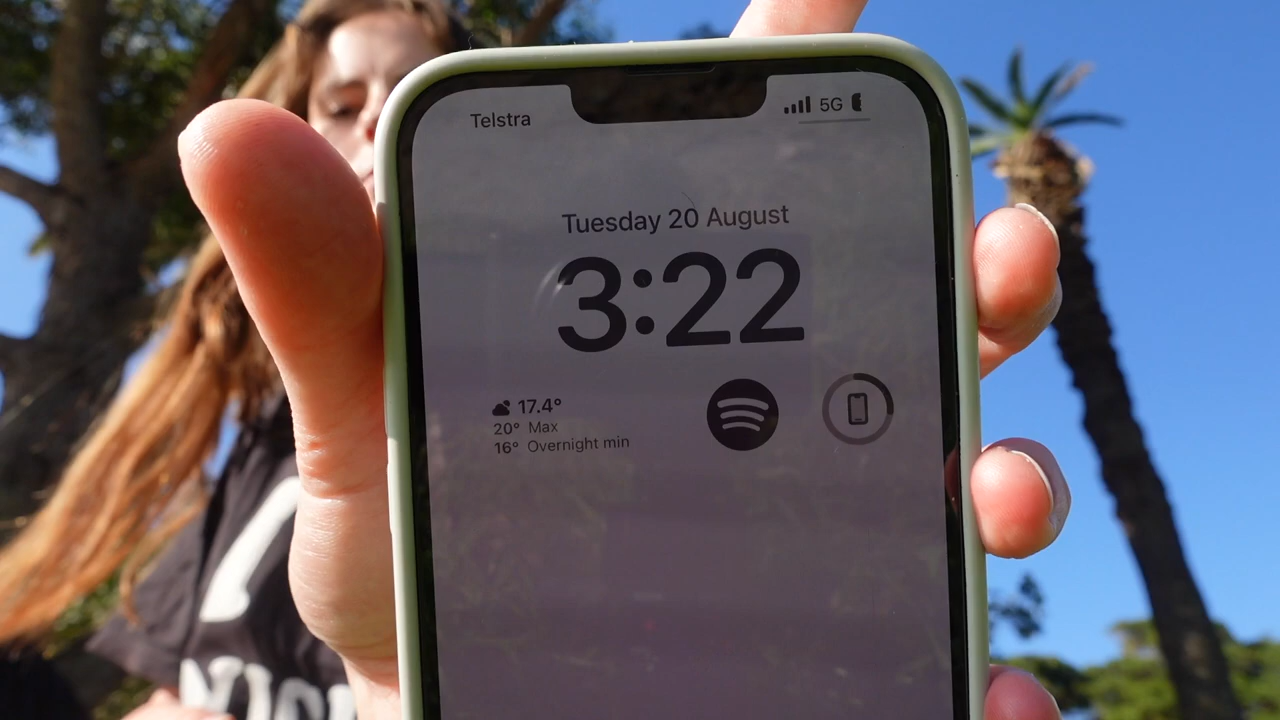 Telstra
5G
Tuesday 20 August
3:22
17.4°
20° Max
16° Overnight min